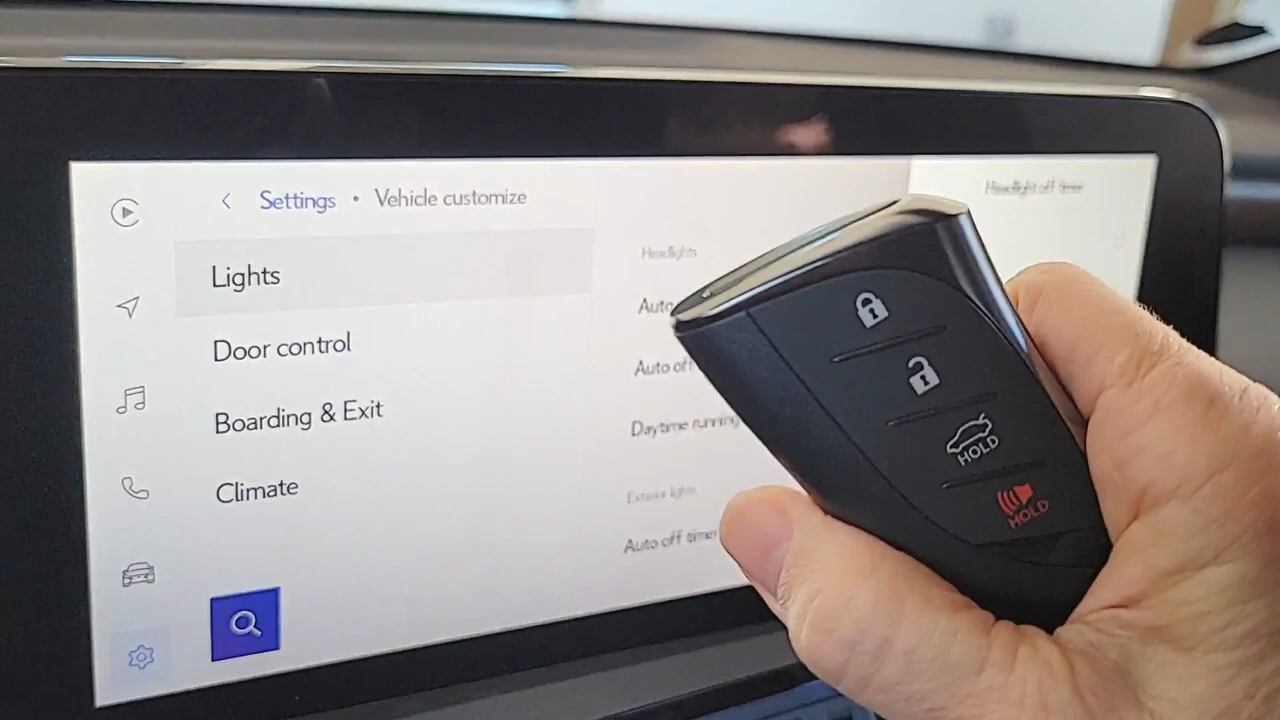 Settings • Vehicle customize
Lights
Door control
Boarding & Exit
Climate
Headlights
Auto
Auto off
Daytime running
Exterior lights
Auto off timer
Headlight off timer
HOLD
HOLD